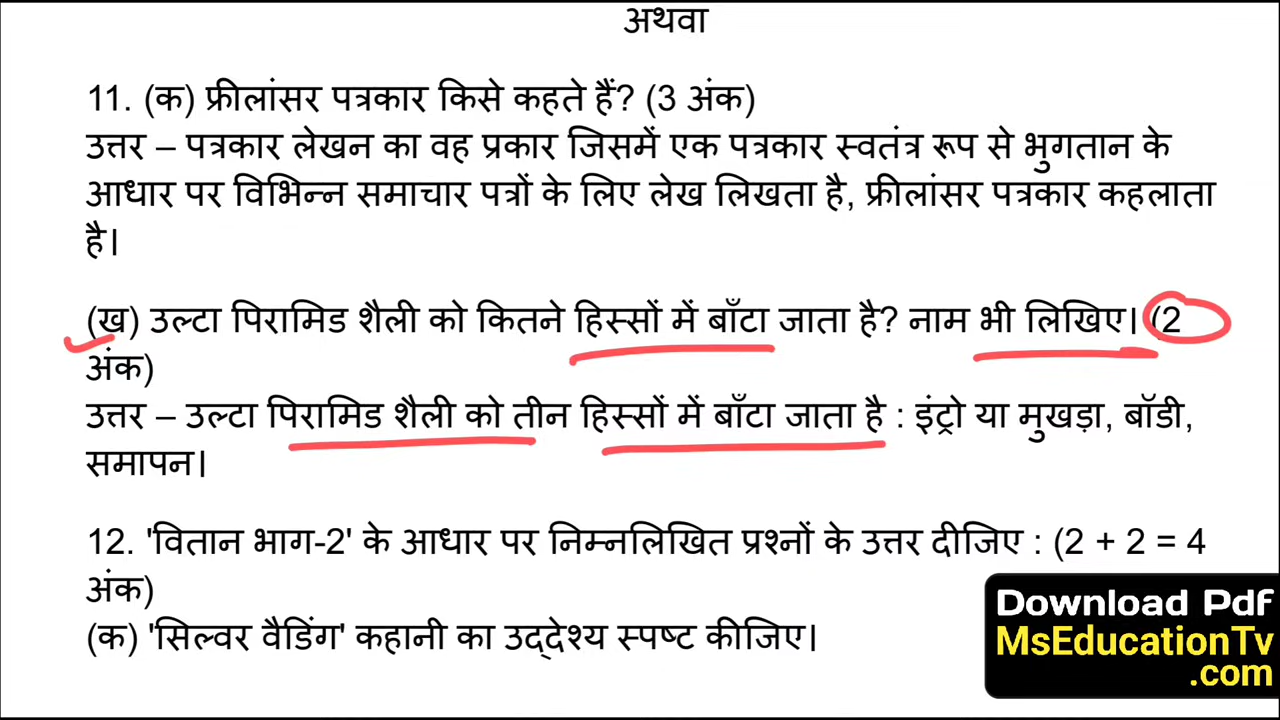 अथवा
11. (क) फ्रीलांसर पत्रकार किसे कहते हैं? (3 अंक)
उत्तर – पत्रकार लेखन का वह प्रकार जिसमें एक पत्रकार स्वतंत्र रूप से भुगतान के
आधार पर विभिन्न समाचार पत्रों के लिए लेख लिखता है, फ्रीलांसर पत्रकार कहलाता
है।
(ख) उल्टा पिरामिड शैली को कितने हिस्सों में बाँटा जाता है? नाम भी लिखिए। (2
अंक)
उत्तर – उल्टा पिरामिड शैली को तीन हिस्सों में बाँटा जाता है : इंट्रो या मुखड़ा, बॉडी,
समापन।
12. 'वितान भाग-2' के आधार पर निम्नलिखित प्रश्नों के उत्तर दीजिए : (2 + 2 = 4
अंक)
(क) 'सिल्वर वैडिंग' कहानी का उद्देश्य स्पष्ट कीजिए।
Download Pdf
MsEducationTv
.com